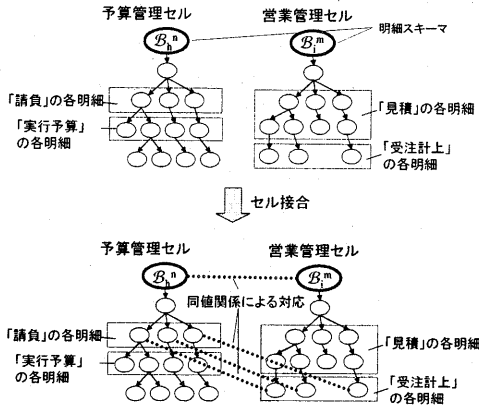 予算管理セル
営業管理セル
明細スキーマ
ℬhⁿ
ℬiᵐ
「請負」の各明細
「実行予算」
の各明細
「見積」の各明細
「受注計上」
の各明細
セル接合
予算管理セル
営業管理セル
ℬhⁿ
ℬiᵐ
同値関係による対応
「請負」の各明細
「実行予算」
の各明細
「見積」の各明細
「受注計上」
の各明細